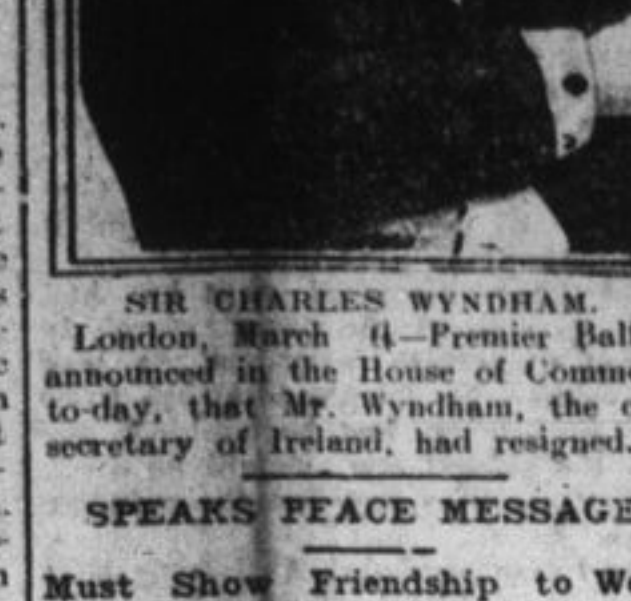 SIR CHARLES WYNDHAM.
London, March 6.—Premier
announced in the House of
to-day, that Mr. Wyndham, the
secretary of Ireland, had resigned.
SPEAKS PEACE MESSAGE
Must Show Friendship to